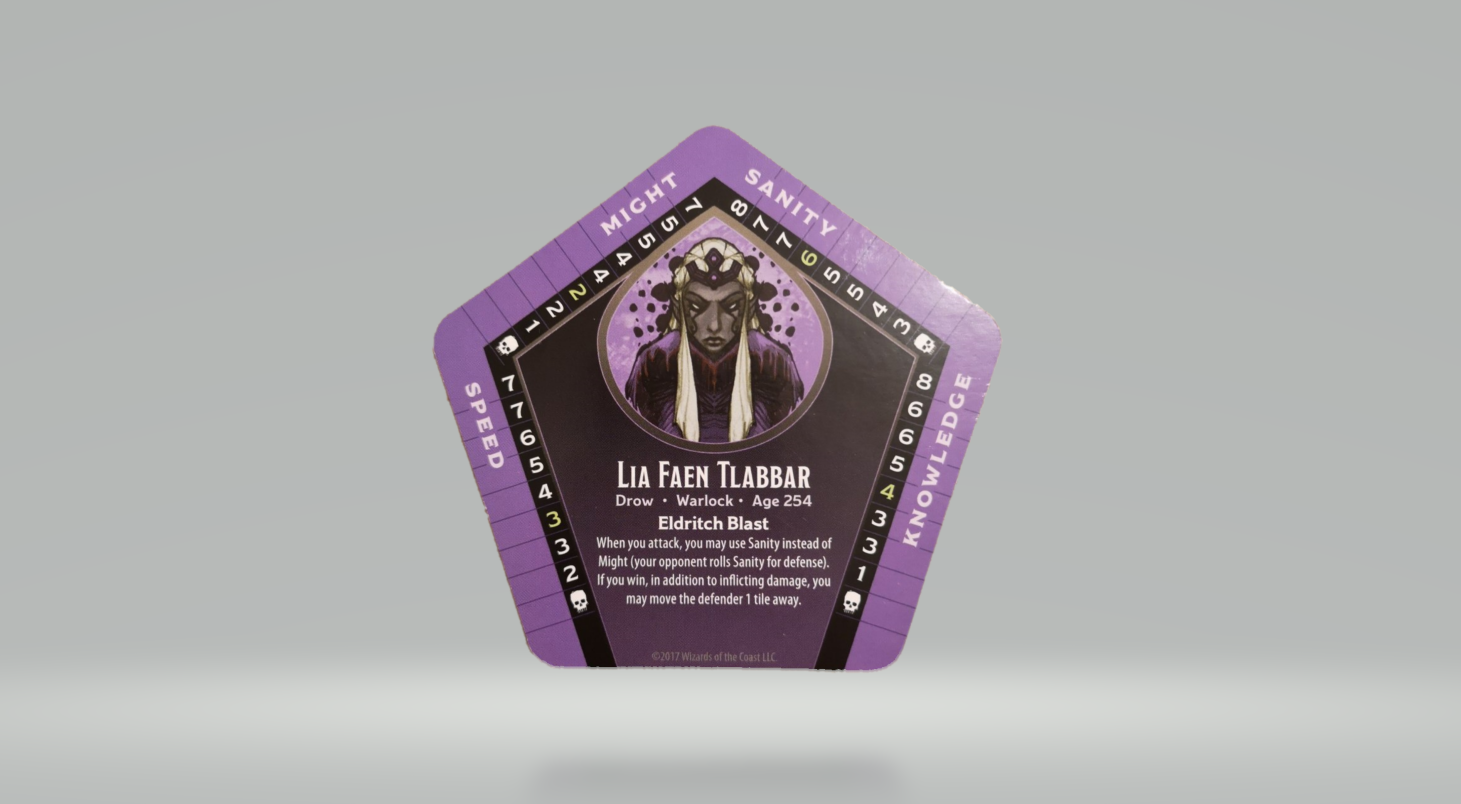 MIGHT
7 5 5 4 4 2 2 1
SANITY
8 7 7 6 5 5 4 3
SPEED
7 7 6 5 4 3 3 2
KNOWLEDGE
8 6 6 5 4 3 3 1
Lia Faen Tlabbar
Drow • Warlock • Age 254
Eldritch Blast
When you attack, you may use Sanity instead of
Might (your opponent rolls Sanity for defense).
If you win, in addition to inflicting damage, you
may move the defender 1 tile away.
©2017 Wizards of the Coast LLC.